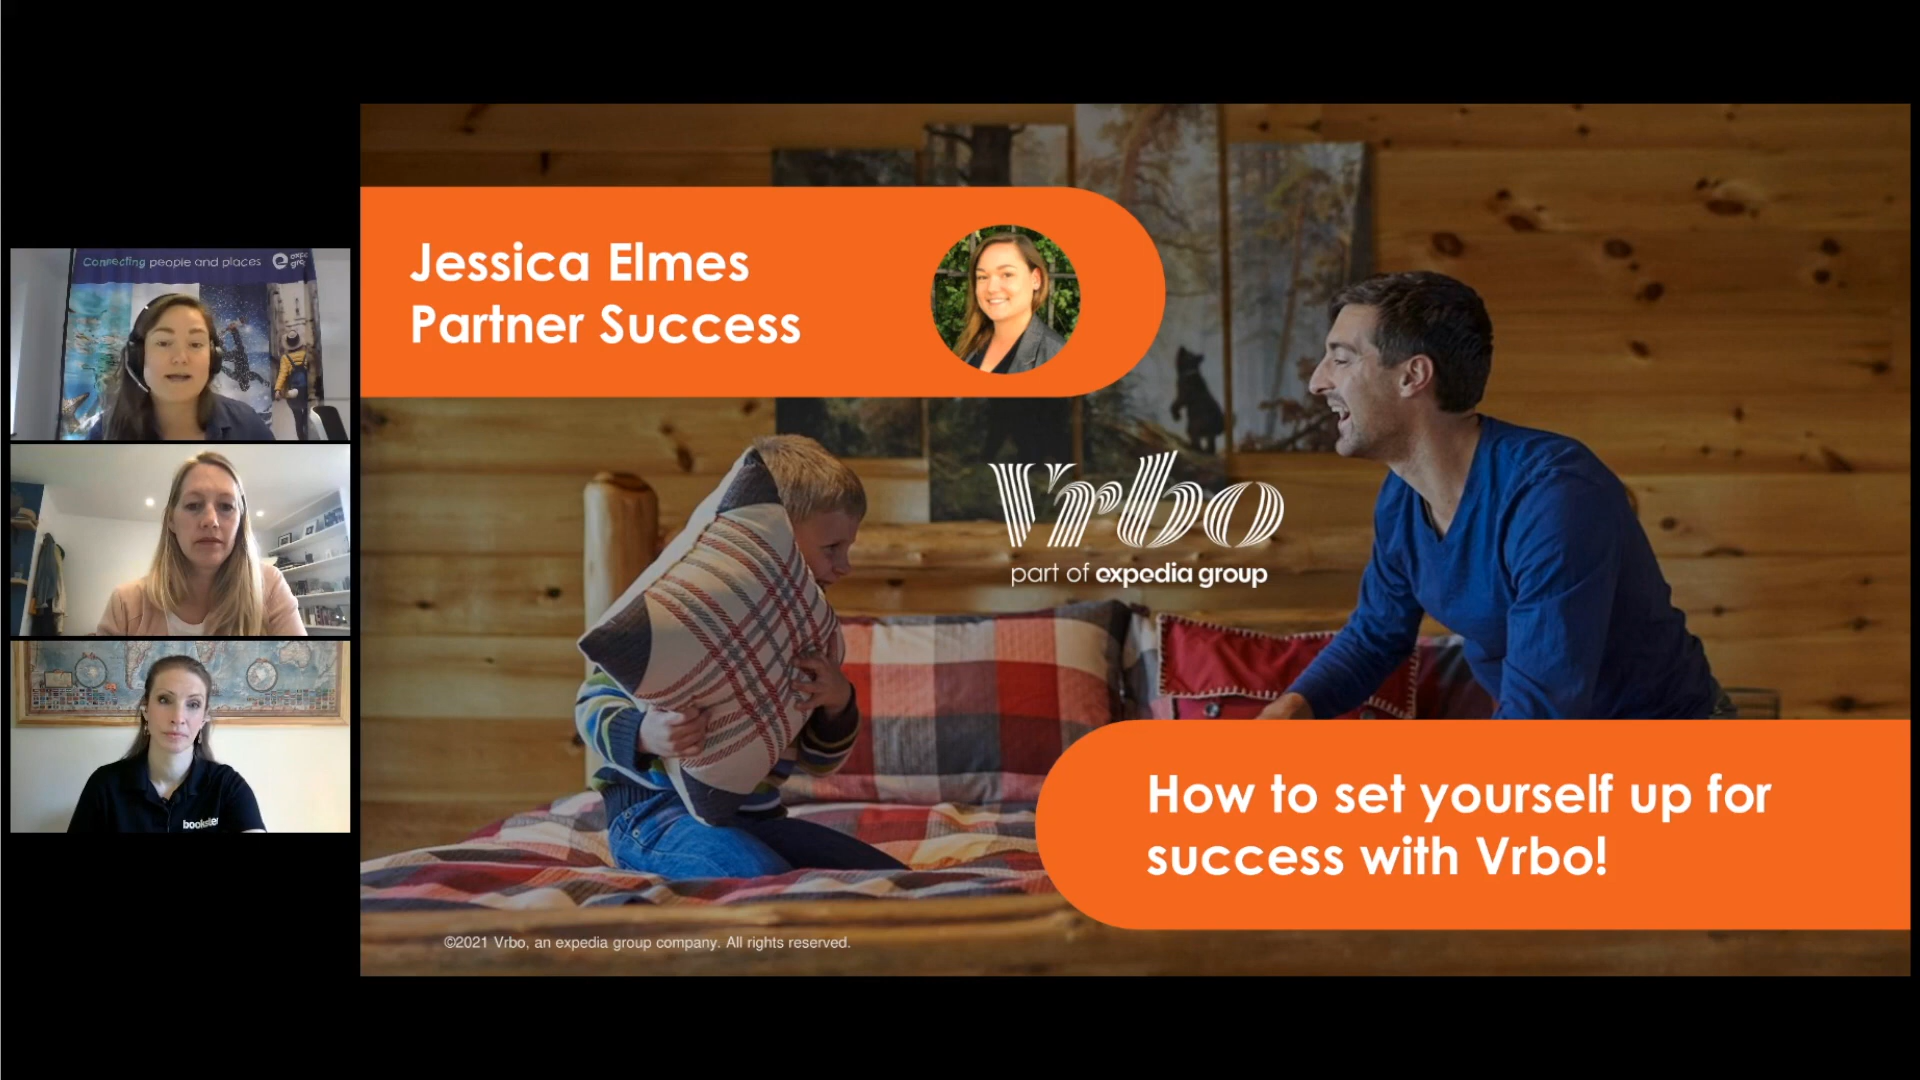 Connecting people and places
Jessica Elmes
Partner Success
Vrbo
part of expedia group
How to set yourself up for
success with Vrbo!
©2021 Vrbo, an expedia group company. All rights reserved.